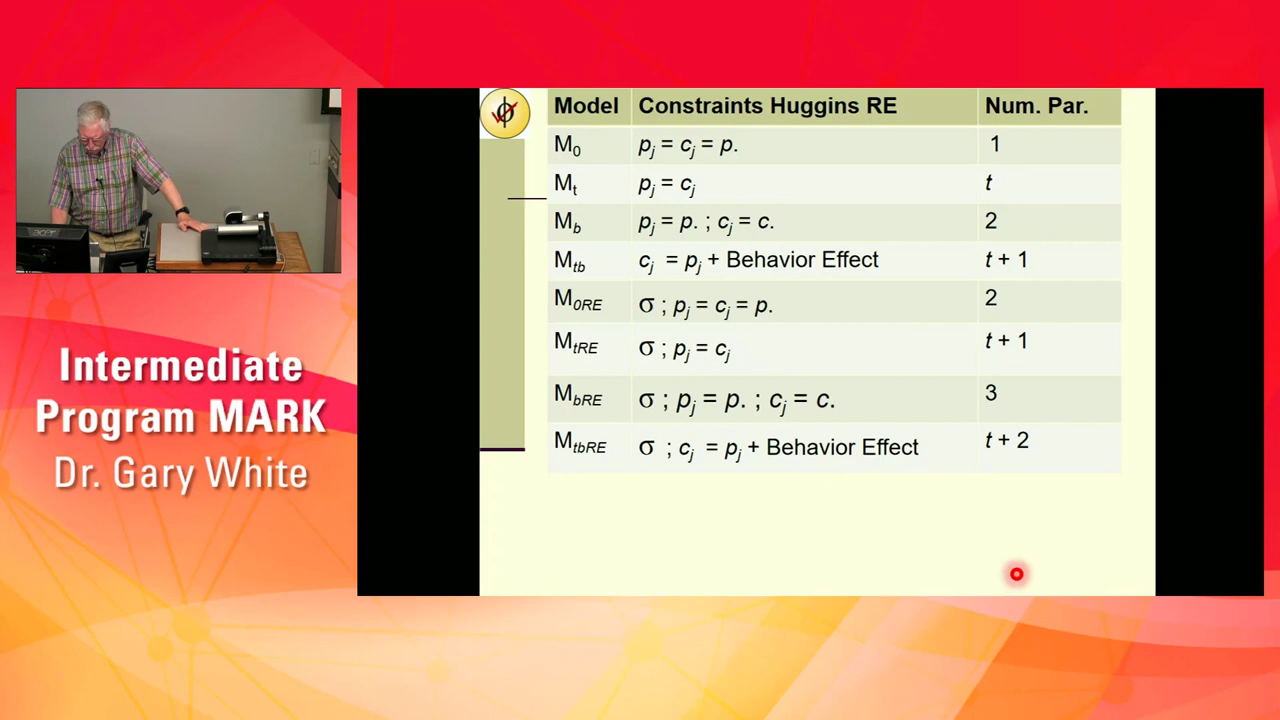 Model Constraints Huggins RE Num. Par.
M0 pj = cj = p. 1
Mt pj = cj t
Mb pj = p. ; cj = c. 2
Mtb cj = pj + Behavior Effect t + 1
M0RE σ ; pj = cj = p. 2
MtRE σ ; pj = cj t + 1
MbRE σ ; pj = p. ; cj = c. 3
MtbRE σ ; cj = pj + Behavior Effect t + 2
Intermediate
Program MARK
Dr. Gary White